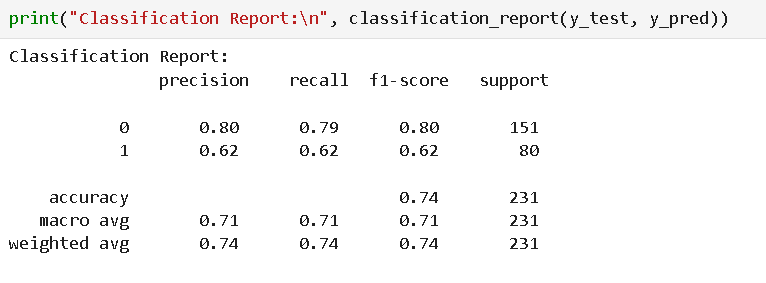 print("Classification Report:\n", classification_report(y_test, y_pred))
Classification Report:
precision recall f1-score support
0 0.80 0.79 0.80 151
1 0.62 0.62 0.62 80
accuracy 0.74 231
macro avg 0.71 0.71 0.71 231
weighted avg 0.74 0.74 0.74 231